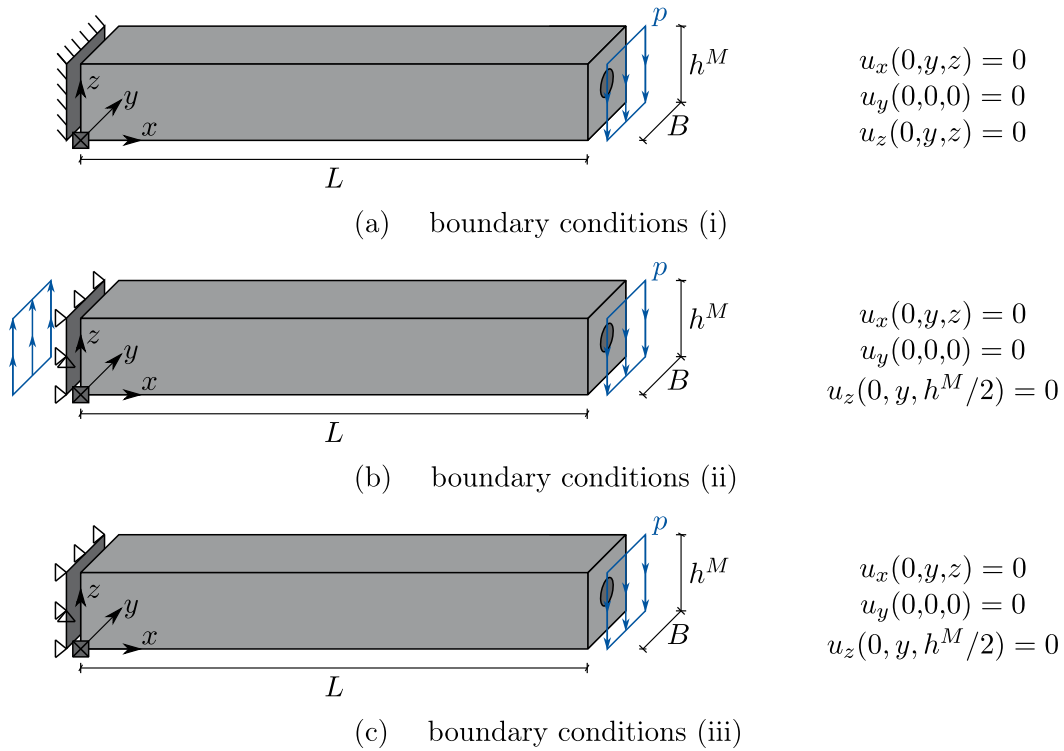 p
h^M
z
y
x
B
L
u_x(0,y,z) = 0
u_y(0,0,0) = 0
u_z(0,y,z) = 0
(a) boundary conditions (i)
p
h^M
z
y
x
B
L
u_x(0,y,z) = 0
u_y(0,0,0) = 0
u_z(0, y, h^M/2) = 0
(b) boundary conditions (ii)
p
h^M
z
y
x
B
L
u_x(0,y,z) = 0
u_y(0,0,0) = 0
u_z(0, y, h^M/2) = 0
(c) boundary conditions (iii)